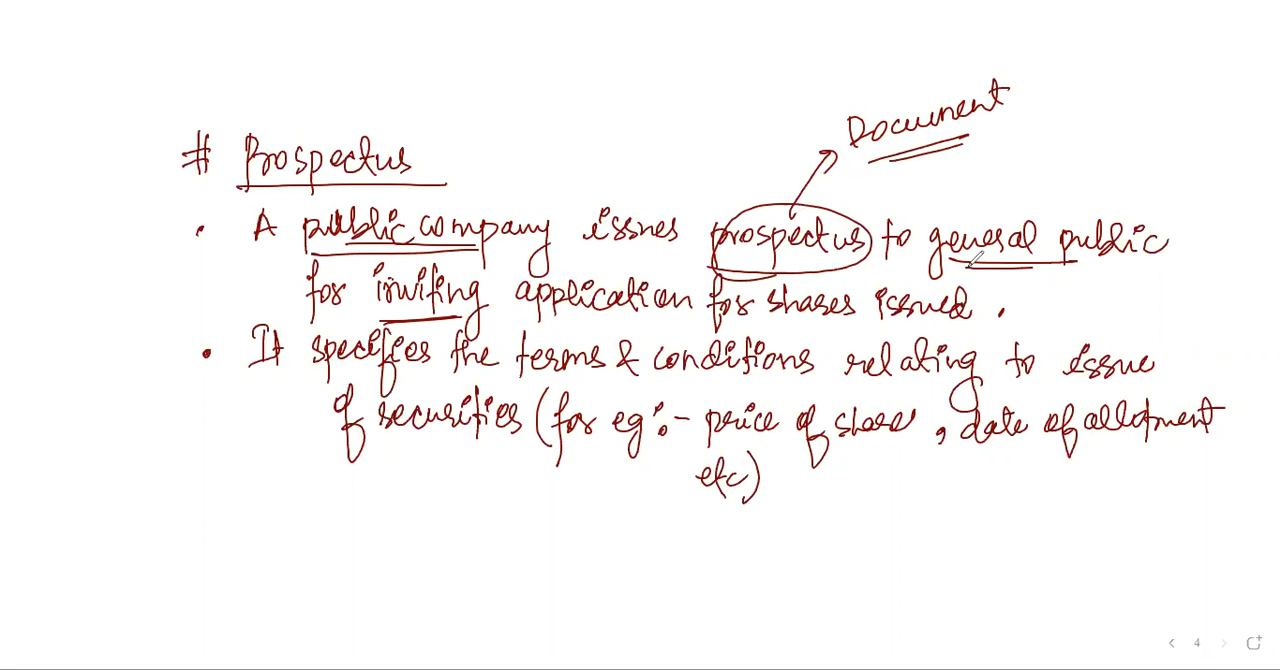 Document
# Prospectus
• A public company issues prospectus to general public
for inviting application for shares issued.
• It specifies the terms & conditions relating to issue
of securities (for eg:- price of share, date of allotment
etc)
4